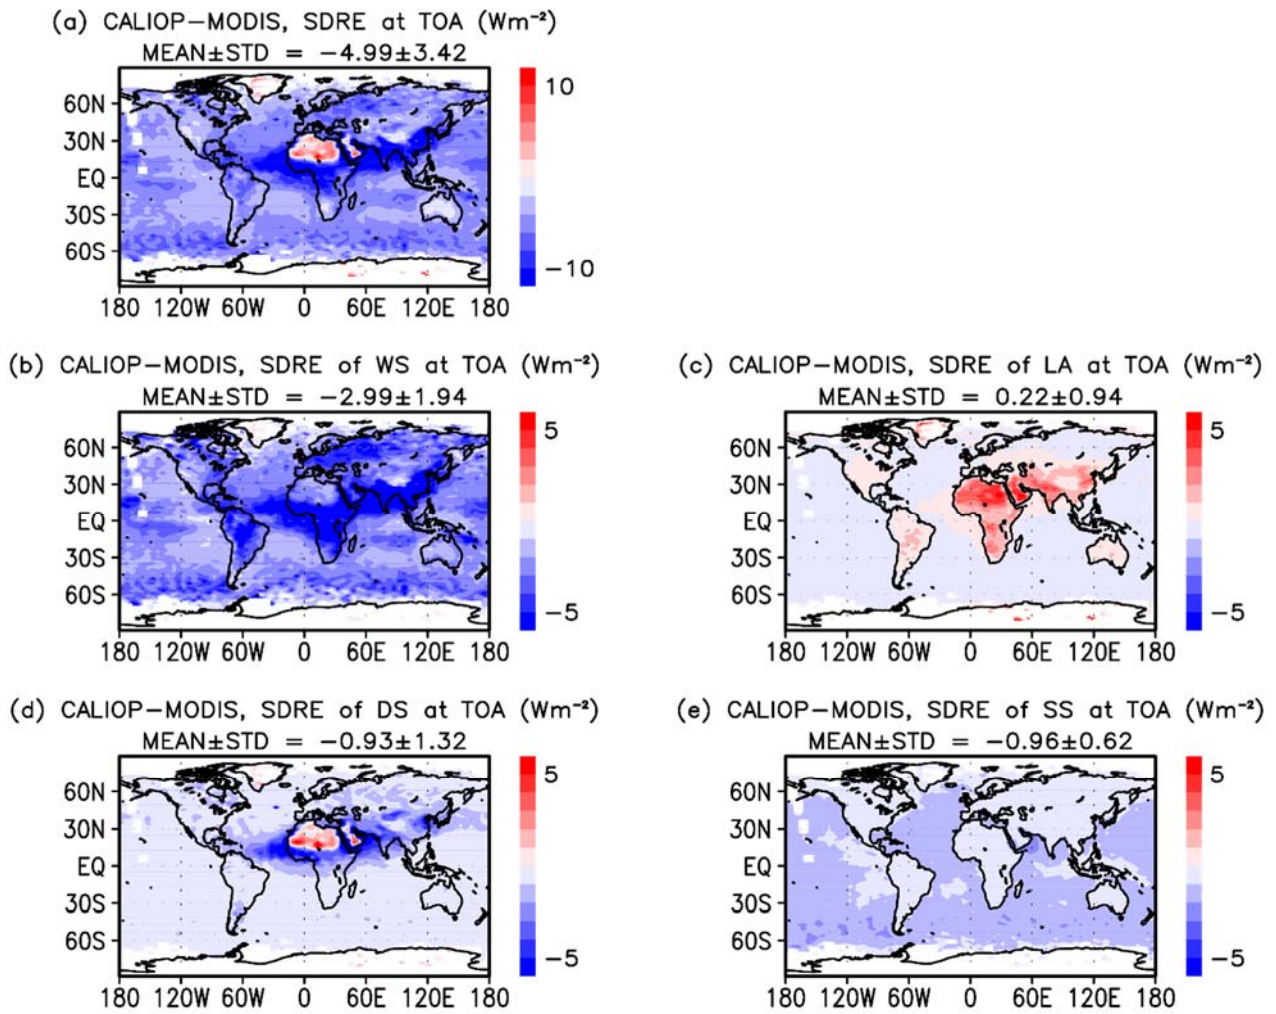 (a) CALIOP−MODIS, SDRE at TOA (Wm⁻²)
MEAN±STD = −4.99±3.42
60N
30N
EQ
30S
60S
180 120W 60W 0 60E 120E 180
10
−10
(b) CALIOP−MODIS, SDRE of WS at TOA (Wm⁻²)
MEAN±STD = −2.99±1.94
60N
30N
EQ
30S
60S
180 120W 60W 0 60E 120E 180
5
−5
(c) CALIOP−MODIS, SDRE of LA at TOA (Wm⁻²)
MEAN±STD = 0.22±0.94
60N
30N
EQ
30S
60S
180 120W 60W 0 60E 120E 180
5
−5
(d) CALIOP−MODIS, SDRE of DS at TOA (Wm⁻²)
MEAN±STD = −0.93±1.32
60N
30N
EQ
30S
60S
180 120W 60W 0 60E 120E 180
5
−5
(e) CALIOP−MODIS, SDRE of SS at TOA (Wm⁻²)
MEAN±STD = −0.96±0.62
60N
30N
EQ
30S
60S
180 120W 60W 0 60E 120E 180
5
−5